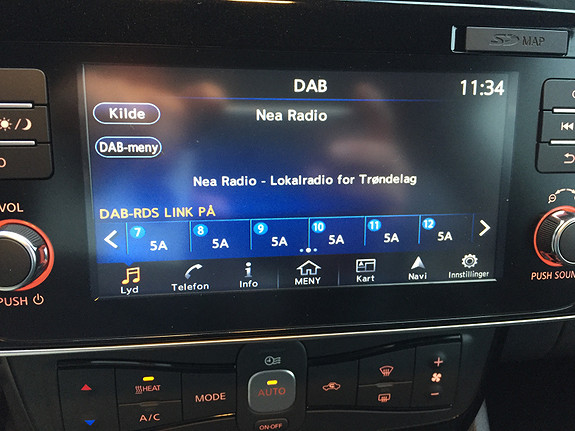 SD MAP
DAB
11:34
Kilde
Nea Radio
DAB-meny
VOL
Nea Radio - Lokalradio for Trøndelag
DAB-RDS LINK PÅ
7 5A 8 5A 9 5A 10 5A 11 5A 12 5A
Lyd Telefon Info MENY Kart Navi Innstillinger
PUSH
PUSH SOUN
HEAT
MODE
AUTO
A/C
ON·OFF